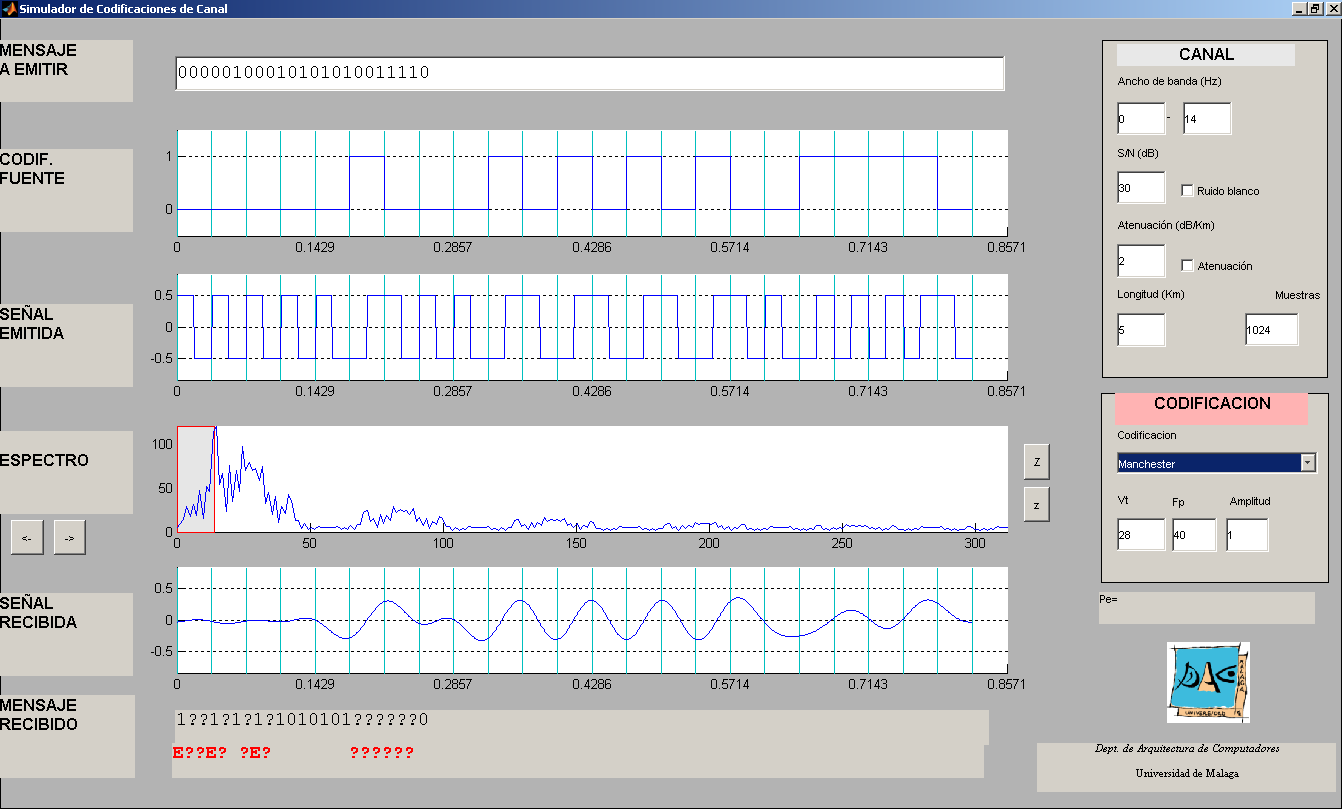 Simulador de Codificaciones de Canal
MENSAJE
A EMITIR
00000100010101010011110
CODIF.
FUENTE
1
0
0 0.1429 0.2857 0.4286 0.5714 0.7143 0.8571
SEÑAL
EMITIDA
0.5
0
-0.5
0 0.1429 0.2857 0.4286 0.5714 0.7143 0.8571
ESPECTRO
<- ->
100
50
0
0 50 100 150 200 250 300
Z
z
SEÑAL
RECIBIDA
0.5
0
-0.5
0 0.1429 0.2857 0.4286 0.5714 0.7143 0.8571
MENSAJE
RECIBIDO
1??1?1?1?1010101??????0
E??E? ?E? ??????
CANAL
Ancho de banda (Hz)
0 - 14
S/N (dB)
30 Ruido blanco
Atenuación (dB/Km)
2 Atenuación
Longitud (Km) Muestras
5 1024
CODIFICACION
Codificacion
Manchester
Vt Fp Amplitud
28 40 1
Pe=
DAC
MALAGA
UNIVERSIDAD
Dept. de Arquitectura de Computadores
Universidad de Malaga